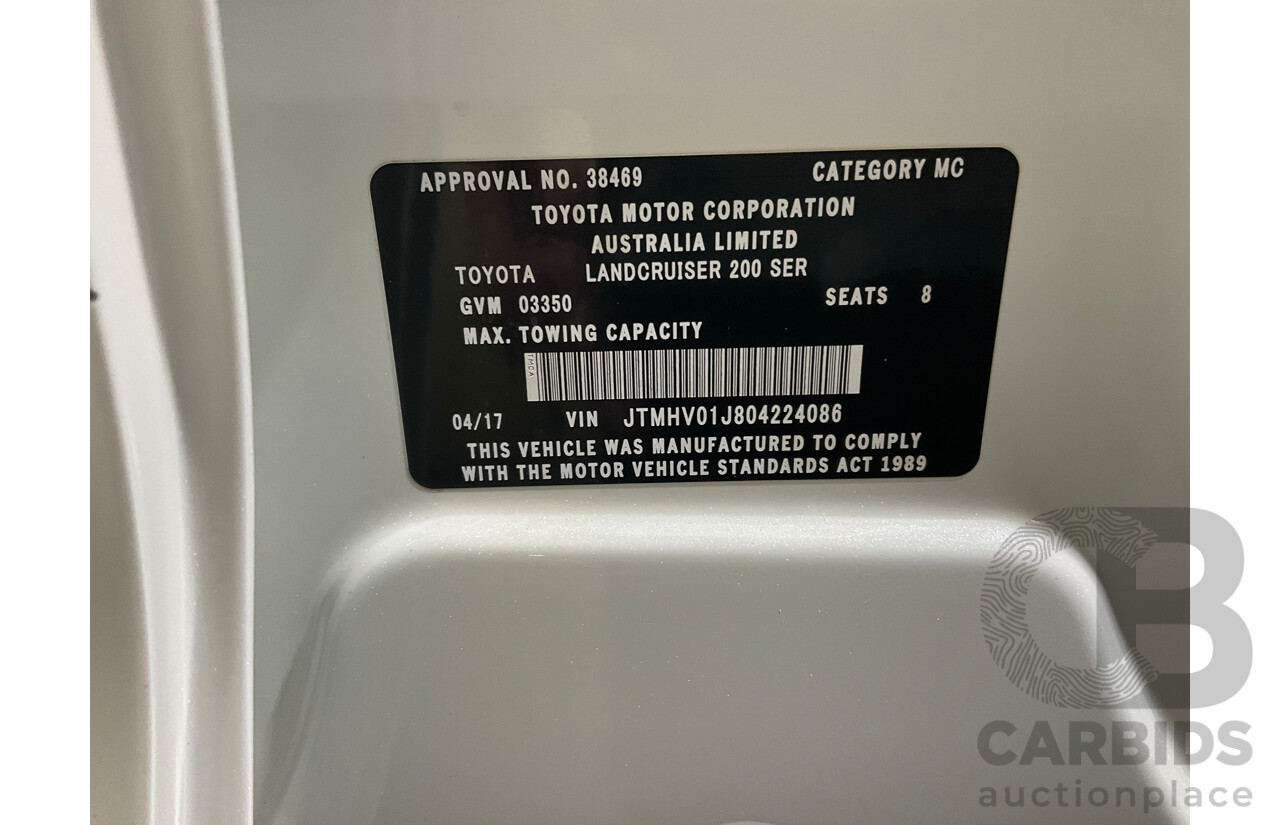 APPROVAL NO. 38469 CATEGORY MC
TOYOTA MOTOR CORPORATION
AUSTRALIA LIMITED
TOYOTA LANDCRUISER 200 SER
GVM 03350 SEATS 8
MAX. TOWING CAPACITY
TMCA
04/17 VIN JTMHV01J804224086
THIS VEHICLE WAS MANUFACTURED TO COMPLY
WITH THE MOTOR VEHICLE STANDARDS ACT 1989
CB
CARBIDS
auctionplace